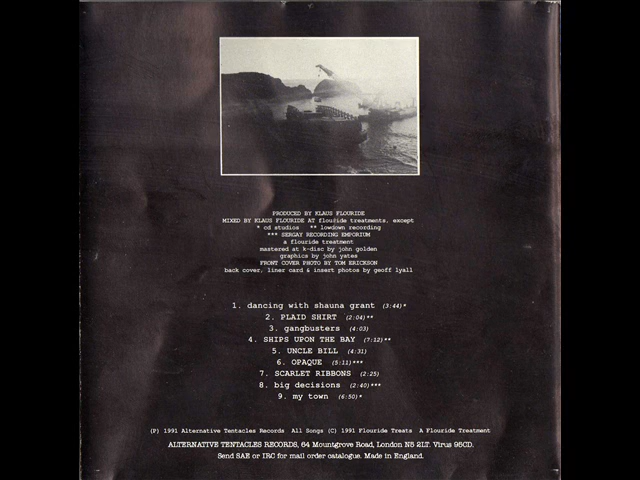 PRODUCED BY KLAUS FLOURIDE
MIXED BY KLAUS FLOURIDE AT flouride treatments, except
* cd studios ** lowdown recording
*** SERGAY RECORDING EMPORIUM
a flouride treatment
mastered at k-disc by john golden
graphics by john yates
FRONT COVER PHOTO BY TOM ERICKSON
back cover, liner card & insert photos by geoff lyall
1. dancing with shauna grant (3:44)*
2. PLAID SHIRT (2:04)**
3. gangbusters (4:03)
4. SHIPS UPON THE BAY (7:12)**
5. UNCLE BILL (4:31)
6. OPAQUE (5:11)***
7. SCARLET RIBBONS (2:25)
8. big decisions (2:40)***
9. my town (6:50)*
(P) 1991 Alternative Tentacles Records All Songs (C) 1991 Flouride Treats A Flouride Treatment
ALTERNATIVE TENTACLES RECORDS, 64 Mountgrove Road, London N5 2LT. Virus 95CD.
Send SAE or IRC for mail order catalogue. Made in England.